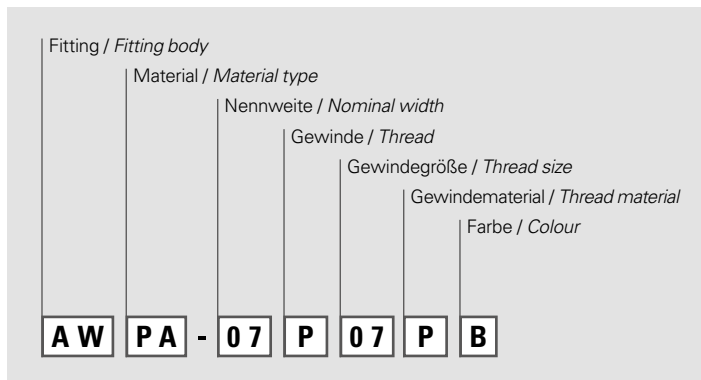 Fitting / Fitting body
Material / Material type
Nennweite / Nominal width
Gewinde / Thread
Gewindegröße / Thread size
Gewindematerial / Thread material
Farbe / Colour
AW PA - 07 P 07 P B